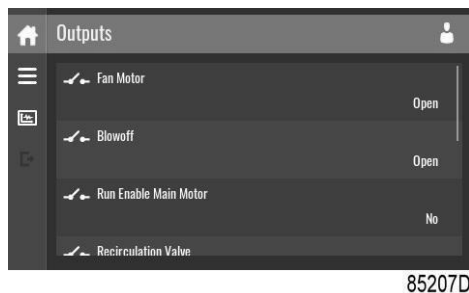 Outputs
Fan Motor
Open
Blowoff
Open
Run Enable Main Motor
No
Recirculation Valve
85207D